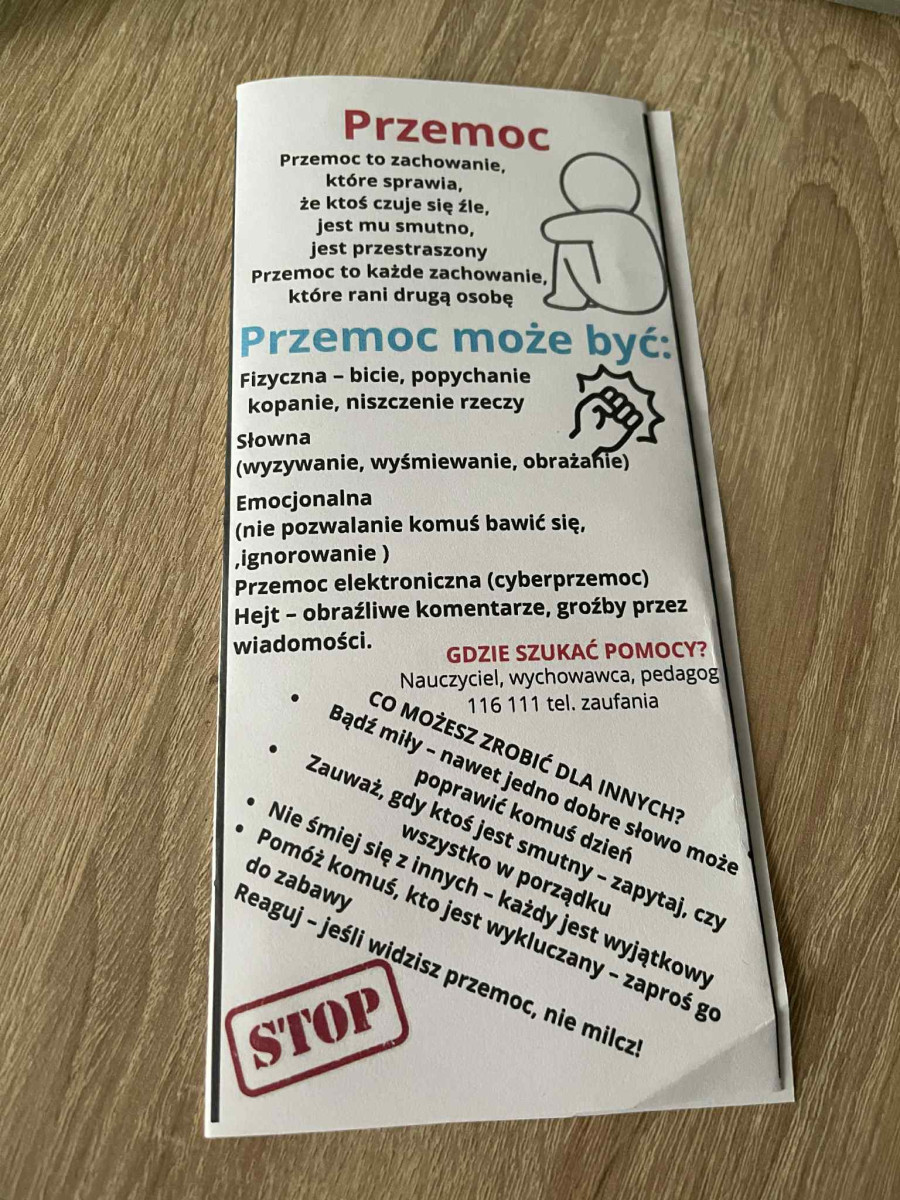 Przemoc
Przemoc to zachowanie,
które sprawia,
że ktoś czuje się źle,
jest mu smutno,
jest przestraszony
Przemoc to każde zachowanie,
które rani drugą osobę
Przemoc może być:
Fizyczna – bicie, popychanie
kopanie, niszczenie rzeczy
Słowna
(wyzywanie, wyśmiewanie, obrażanie)
Emocjonalna
(nie pozwalanie komuś bawić się,
,ignorowanie )
Przemoc elektroniczna (cyberprzemoc)
Hejt – obraźliwe komentarze, groźby przez
wiadomości.
GDZIE SZUKAĆ POMOCY?
Nauczyciel, wychowawca, pedagog
116 111 tel. zaufania
CO MOŻESZ ZROBIĆ DLA INNYCH?
• Bądź miły – nawet jedno dobre słowo może
poprawić komuś dzień
• Zauważ, gdy ktoś jest smutny – zapytaj, czy
wszystko w porządku
• Nie śmiej się z innych – każdy jest wyjątkowy
• Pomóż komuś, kto jest wykluczany – zaproś go
do zabawy
Reaguj – jeśli widzisz przemoc, nie milcz!
STOP